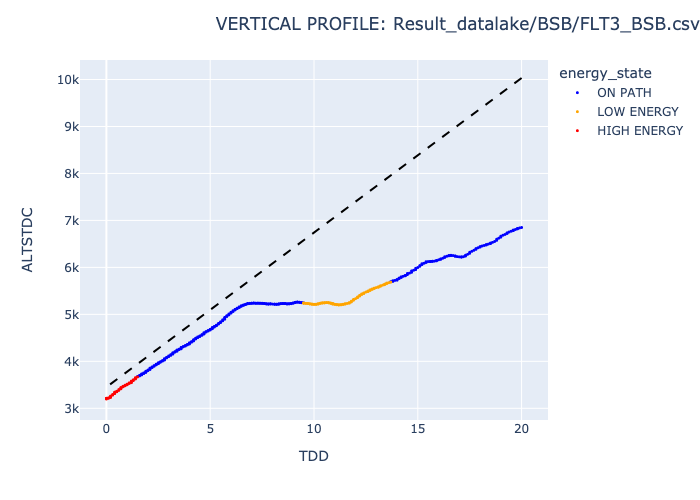 VERTICAL PROFILE: Result_datalake/BSB/FLT3_BSB.csv
energy_state
ON PATH
LOW ENERGY
HIGH ENERGY
10k
9k
8k
7k
6k
5k
4k
3k
ALTSTDC
0 5 10 15 20
TDD